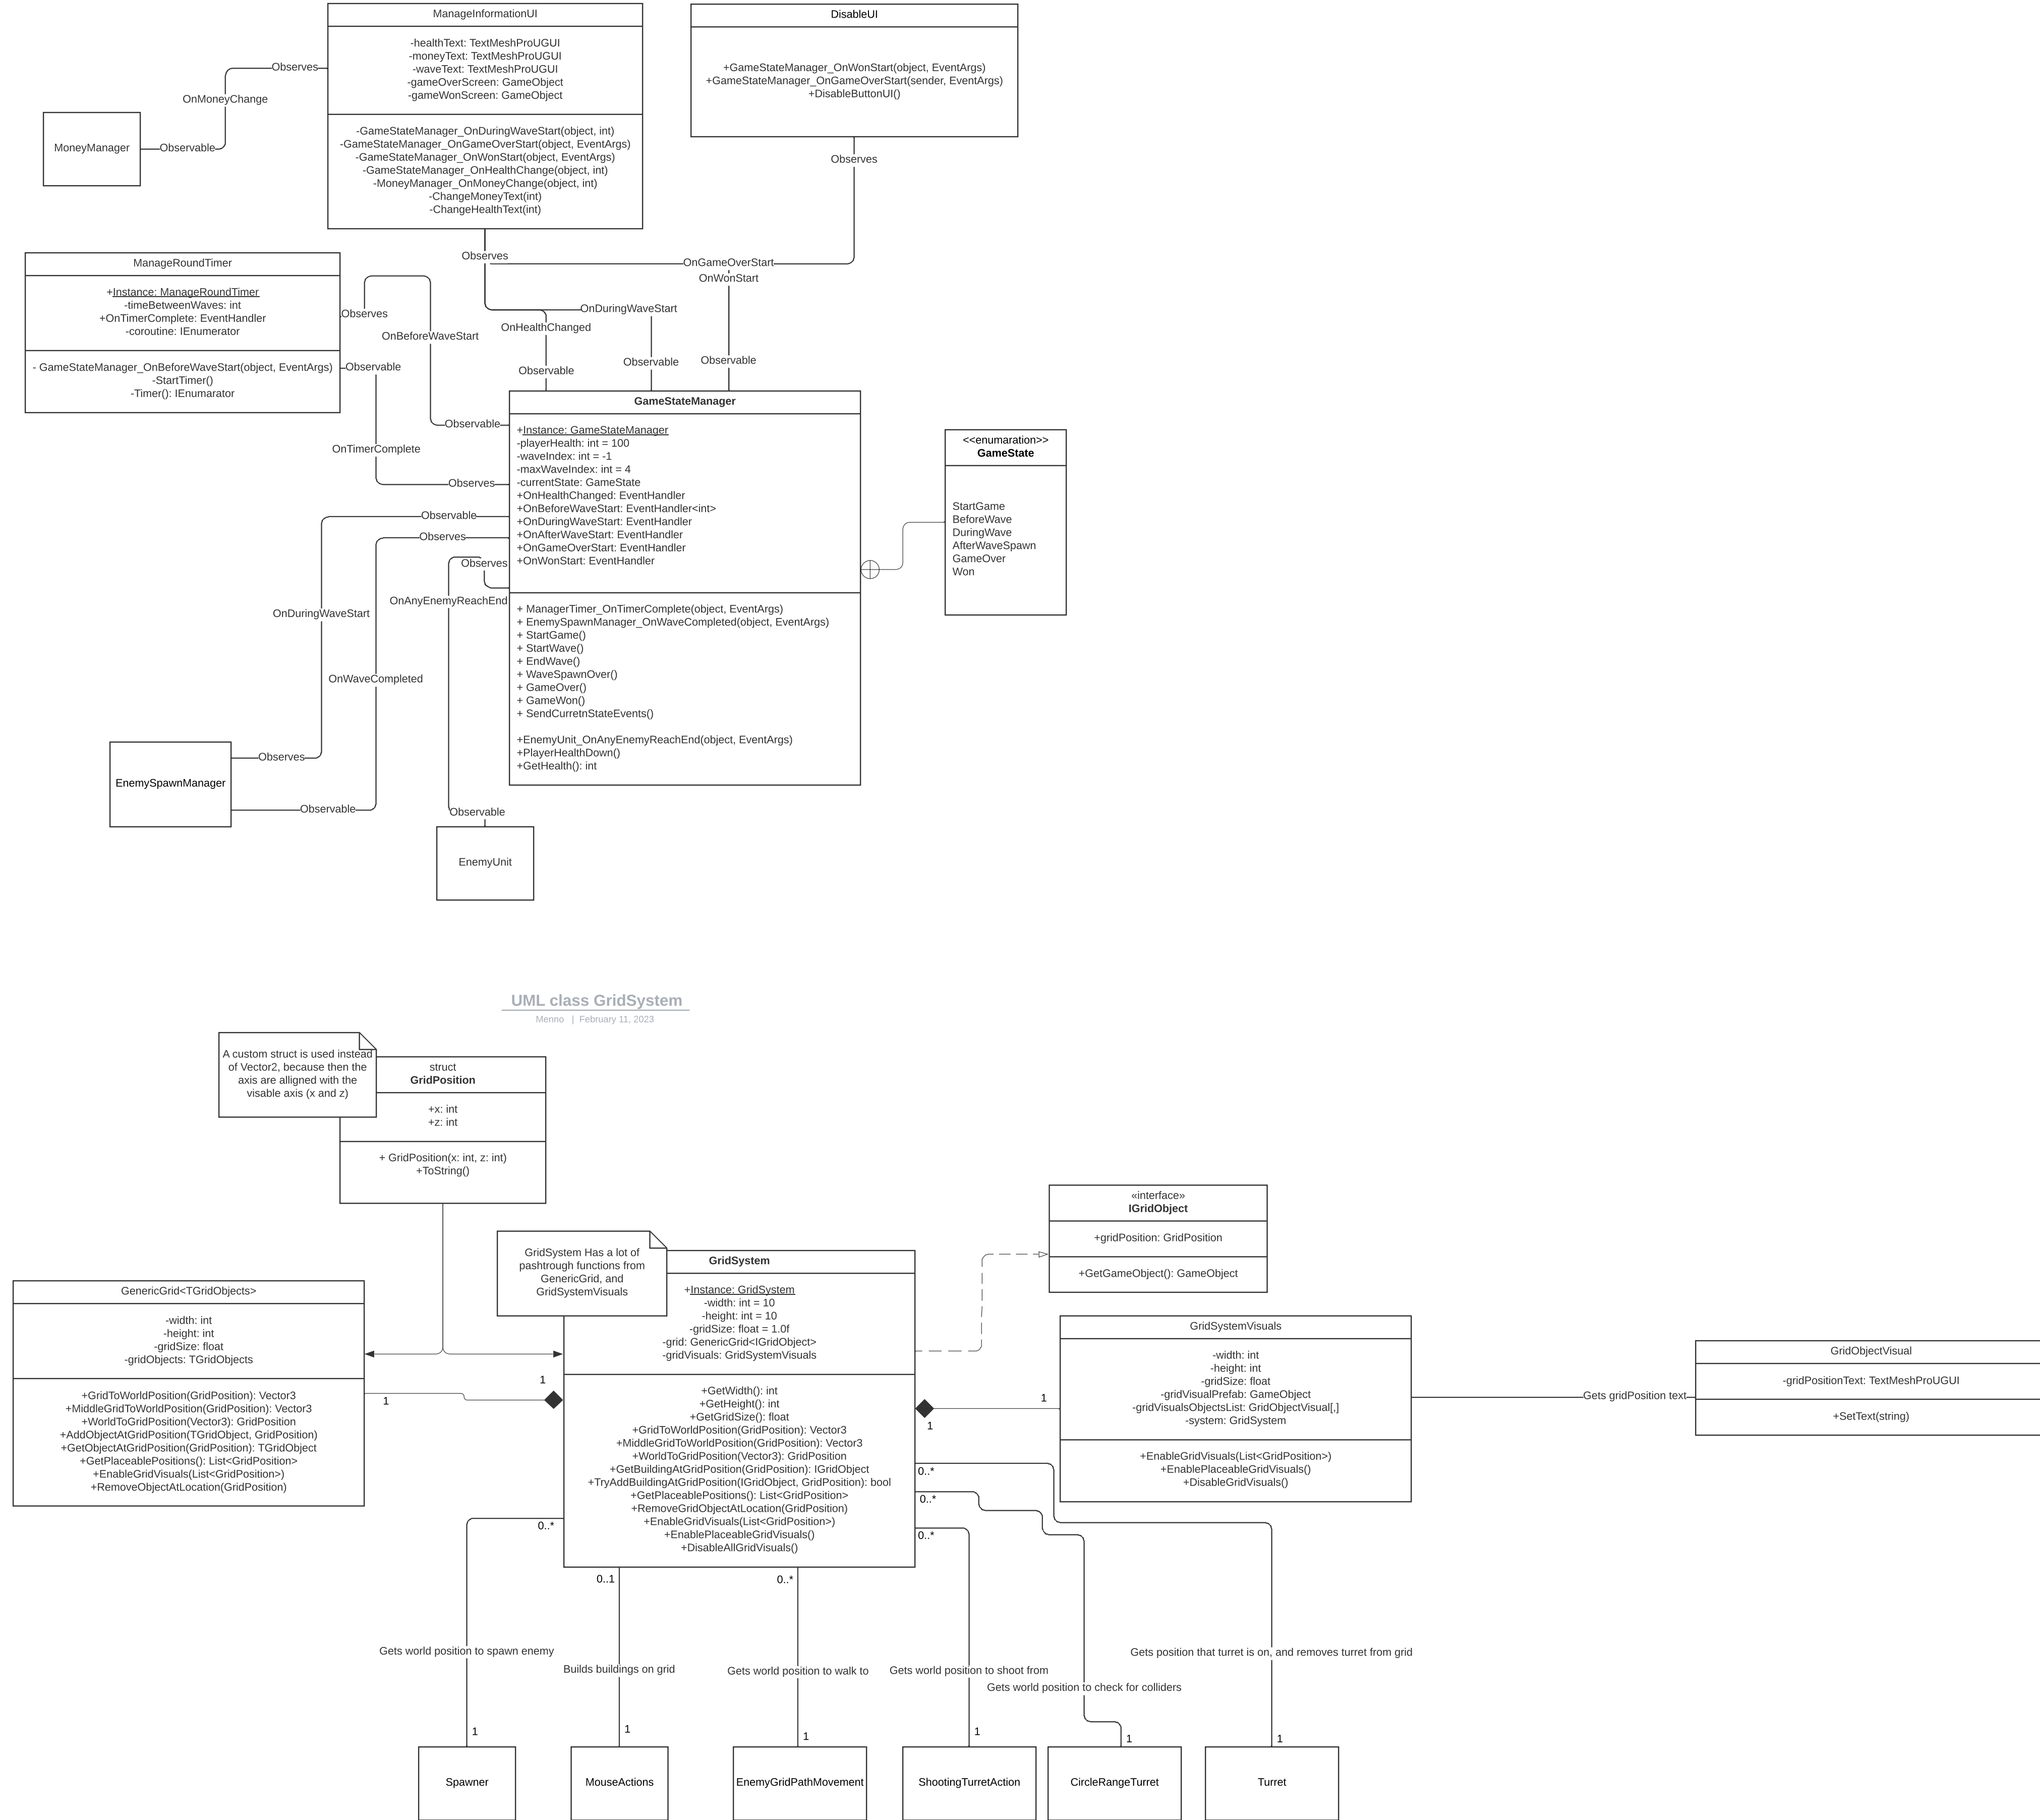 ManageInformationUI
-healthText: TextMeshProUGUI
-moneyText: TextMeshProUGUI
-waveText: TextMeshProUGUI
-gameOverScreen: GameObject
-gameWonScreen: GameObject
-GameStateManager_OnDuringWaveStart(object, int)
-GameStateManager_OnGameOverStart(object, EventArgs)
-GameStateManager_OnWonStart(object, EventArgs)
-GameStateManager_OnHealthChange(object, int)
-MoneyManager_OnMoneyChange(object, int)
-ChangeMoneyText(int)
-ChangeHealthText(int)
DisableUI
+GameStateManager_OnWonStart(object, EventArgs)
+GameStateManager_OnGameOverStart(sender, EventArgs)
+DisableButtonUI()
Observes
OnMoneyChange
Observable
MoneyManager
Observes
Observes
OnGameOverStart
OnWonStart
OnDuringWaveStart
OnHealthChanged
Observable
Observable
Observable
ManageRoundTimer
+Instance: ManageRoundTimer
-timeBetweenWaves: int
+OnTimerComplete: EventHandler
-coroutine: IEnumerator
- GameStateManager_OnBeforeWaveStart(object, EventArgs)
-StartTimer()
-Timer(): IEnumarator
Observes
OnBeforeWaveStart
Observable
Observable
OnTimerComplete
Observes
GameStateManager
+Instance: GameStateManager
-playerHealth: int = 100
-waveIndex: int = -1
-maxWaveIndex: int = 4
-currentState: GameState
+OnHealthChanged: EventHandler
+OnBeforeWaveStart: EventHandler<int>
+OnDuringWaveStart: EventHandler
+OnAfterWaveStart: EventHandler
+OnGameOverStart: EventHandler
+OnWonStart: EventHandler
+ ManagerTimer_OnTimerComplete(object, EventArgs)
+ EnemySpawnManager_OnWaveCompleted(object, EventArgs)
+ StartGame()
+ StartWave()
+ EndWave()
+ WaveSpawnOver()
+ GameOver()
+ GameWon()
+ SendCurretnStateEvents()
+EnemyUnit_OnAnyEnemyReachEnd(object, EventArgs)
+PlayerHealthDown()
+GetHealth(): int
<<enumaration>>
GameState
StartGame
BeforeWave
DuringWave
AfterWaveSpawn
GameOver
Won
Observable
Observes
Observes
OnAnyEnemyReachEnd
OnDuringWaveStart
OnWaveCompleted
Observes
Observable
Observable
EnemySpawnManager
EnemyUnit
UML class GridSystem
Menno | February 11, 2023
A custom struct is used instead
of Vector2, because then the
axis are alligned with the
visable axis (x and z)
struct
GridPosition
+x: int
+z: int
+ GridPosition(x: int, z: int)
+ToString()
GridSystem Has a lot of
pashtrough functions from
GenericGrid, and
GridSystemVisuals
GridSystem
+Instance: GridSystem
-width: int = 10
-height: int = 10
-gridSize: float = 1.0f
-grid: GenericGrid<IGridObject>
-gridVisuals: GridSystemVisuals
+GetWidth(): int
+GetHeight(): int
+GetGridSize(): float
+GridToWorldPosition(GridPosition): Vector3
+MiddleGridToWorldPosition(GridPosition): Vector3
+WorldToGridPosition(Vector3): GridPosition
+GetBuildingAtGridPosition(GridPosition): IGridObject
+TryAddBuildingAtGridPosition(IGridObject, GridPosition): bool
+GetPlaceablePositions(): List<GridPosition>
+RemoveGridObjectAtLocation(GridPosition)
+EnableGridVisuals(List<GridPosition>)
+EnablePlaceableGridVisuals()
+DisableAllGridVisuals()
GenericGrid<TGridObjects>
-width: int
-height: int
-gridSize: float
-gridObjects: TGridObjects
+GridToWorldPosition(GridPosition): Vector3
+MiddleGridToWorldPosition(GridPosition): Vector3
+WorldToGridPosition(Vector3): GridPosition
+AddObjectAtGridPosition(TGridObject, GridPosition)
+GetObjectAtGridPosition(GridPosition): TGridObject
+GetPlaceablePositions(): List<GridPosition>
+EnableGridVisuals(List<GridPosition>)
+RemoveObjectAtLocation(GridPosition)
1
1
«interface»
IGridObject
+gridPosition: GridPosition
+GetGameObject(): GameObject
GridSystemVisuals
-width: int
-height: int
-gridSize: float
-gridVisualPrefab: GameObject
-gridVisualsObjectsList: GridObjectVisual[,]
-system: GridSystem
+EnableGridVisuals(List<GridPosition>)
+EnablePlaceableGridVisuals()
+DisableGridVisuals()
1
1
Gets gridPosition text
GridObjectVisual
-gridPositionText: TextMeshProUGUI
+SetText(string)
0..*
0..*
0..*
0..*
0..1
0..*
Gets world position to spawn enemy
Builds buildings on grid
Gets world position to walk to
Gets world position to shoot from
Gets world position to check for colliders
Gets position that turret is on, and removes turret from grid
1
1
1
1
1
1
Spawner
MouseActions
EnemyGridPathMovement
ShootingTurretAction
CircleRangeTurret
Turret